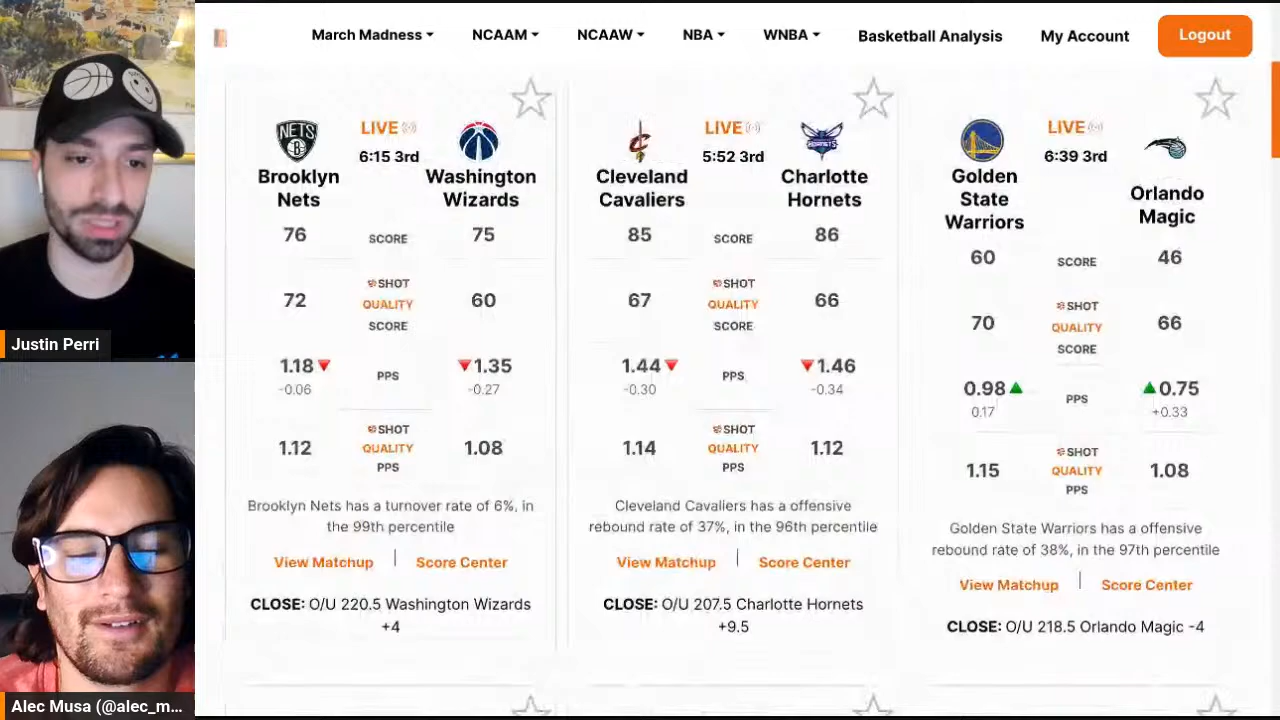 March Madness NCAAM NCAAW NBA WNBA Basketball Analysis My Account Logout
LIVE
6:15 3rd
Brooklyn
Nets
Washington
Wizards
76 SCORE 75
72 SHOT QUALITY SCORE 60
1.18 PPS 1.35
-0.06 -0.27
1.12 SHOT QUALITY PPS 1.08
Brooklyn Nets has a turnover rate of 6%, in
the 99th percentile
View Matchup | Score Center
CLOSE: O/U 220.5 Washington Wizards
+4
LIVE
5:52 3rd
Cleveland
Cavaliers
Charlotte
Hornets
85 SCORE 86
67 SHOT QUALITY SCORE 66
1.44 PPS 1.46
-0.30 -0.34
1.14 SHOT QUALITY PPS 1.12
Cleveland Cavaliers has a offensive
rebound rate of 37%, in the 96th percentile
View Matchup | Score Center
CLOSE: O/U 207.5 Charlotte Hornets
+9.5
LIVE
6:39 3rd
Golden
State
Warriors
Orlando
Magic
60 SCORE 46
70 SHOT QUALITY SCORE 66
0.98 PPS 0.75
0.17 +0.33
1.15 SHOT QUALITY PPS 1.08
Golden State Warriors has a offensive
rebound rate of 38%, in the 97th percentile
View Matchup | Score Center
CLOSE: O/U 218.5 Orlando Magic -4
Justin Perri
Alec Musa (@alec_m...